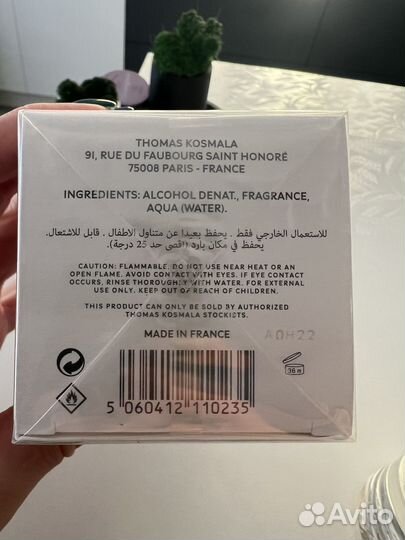 THOMAS KOSMALA
91, RUE DU FAUBOURG SAINT HONORÉ
75008 PARIS - FRANCE
INGREDIENTS: ALCOHOL DENAT., FRAGRANCE,
AQUA (WATER).
للاستعمال الخارجي فقط . يحفظ بعيدا عن متناول الاطفال . قابل للاشتعال.
يحفظ في مكان بارد (اقصى حد 25 درجة).
CAUTION: FLAMMABLE. DO NOT USE NEAR HEAT OR AN
OPEN FLAME. AVOID CONTACT WITH EYES. IF EYE CONTACT
OCCURS, RINSE THOROUGHLY WITH WATER. FOR EXTERNAL
USE ONLY. KEEP OUT OF REACH OF CHILDREN.
THIS PRODUCT CAN ONLY BE SOLD BY AUTHORIZED
THOMAS KOSMALA STOCKISTS.
MADE IN FRANCE
A0H22
36 m
5 060412 110235
Avito